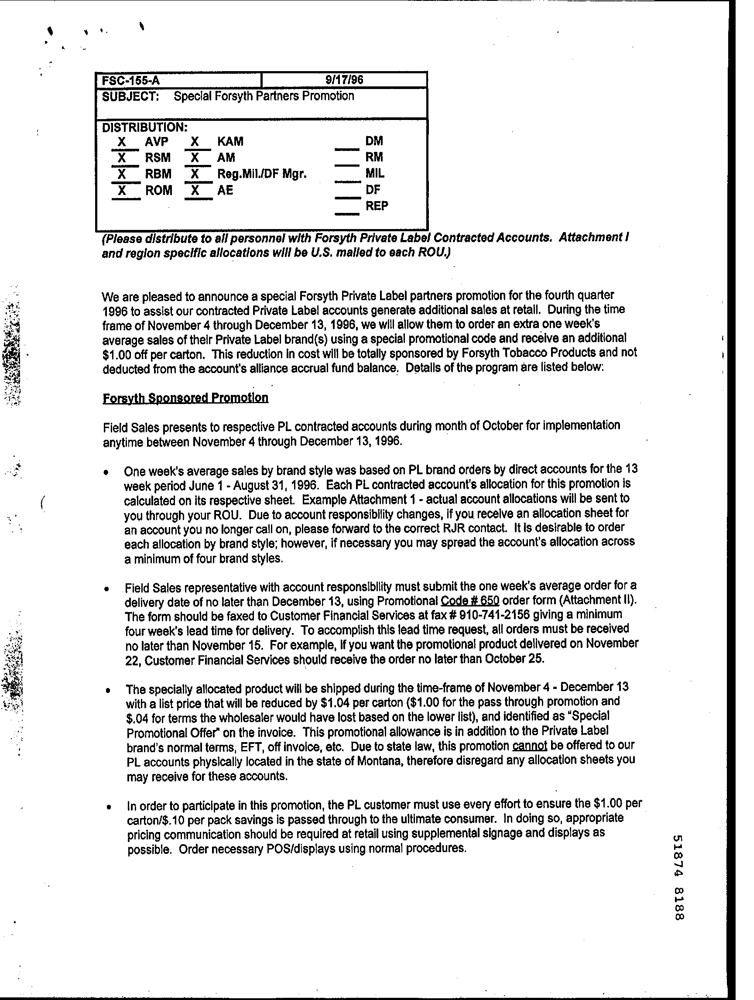 FSC-155-A 9/17/96
SUBJECT: Special Forsyth Partners Promotion
DISTRIBUTION:
X AVP X KAM ___ DM
X RSM X AM ___ RM
X RBM X Reg.Mil./DF Mgr. ___ MIL
X ROM X AE ___ DF
___ REP
(Please distribute to all personnel with Forsyth Private Label Contracted Accounts. Attachment I
and region specific allocations will be U.S. mailed to each ROU.)
We are pleased to announce a special Forsyth Private Label partners promotion for the fourth quarter
1996 to assist our contracted Private Label accounts generate additional sales at retail. During the time
frame of November 4 through December 13, 1996, we will allow them to order an extra one week's
average sales of their Private Label brand(s) using a special promotional code and receive an additional
$1.00 off per carton. This reduction in cost will be totally sponsored by Forsyth Tobacco Products and not
deducted from the account's alliance accrual fund balance. Details of the program are listed below:
Forsyth Sponsored Promotion
Field Sales presents to respective PL contracted accounts during month of October for implementation
anytime between November 4 through December 13, 1996.
• One week's average sales by brand style was based on PL brand orders by direct accounts for the 13
week period June 1 - August 31, 1996. Each PL contracted account's allocation for this promotion is
calculated on its respective sheet. Example Attachment 1 - actual account allocations will be sent to
you through your ROU. Due to account responsibility changes, if you receive an allocation sheet for
an account you no longer call on, please forward to the correct RJR contact. It is desirable to order
each allocation by brand style; however, if necessary you may spread the account's allocation across
a minimum of four brand styles.
• Field Sales representative with account responsibility must submit the one week's average order for a
delivery date of no later than December 13, using Promotional Code # 650 order form (Attachment II).
The form should be faxed to Customer Financial Services at fax # 910-741-2156 giving a minimum
four week's lead time for delivery. To accomplish this lead time request, all orders must be received
no later than November 15. For example, if you want the promotional product delivered on November
22, Customer Financial Services should receive the order no later than October 25.
• The specially allocated product will be shipped during the time-frame of November 4 - December 13
with a list price that will be reduced by $1.04 per carton ($1.00 for the pass through promotion and
$.04 for terms the wholesaler would have lost based on the lower list), and identified as "Special
Promotional Offer" on the invoice. This promotional allowance is in addition to the Private Label
brand's normal terms, EFT, off invoice, etc. Due to state law, this promotion cannot be offered to our
PL accounts physically located in the state of Montana, therefore disregard any allocation sheets you
may receive for these accounts.
• In order to participate in this promotion, the PL customer must use every effort to ensure the $1.00 per
carton/$.10 per pack savings is passed through to the ultimate consumer. In doing so, appropriate
pricing communication should be required at retail using supplemental signage and displays as
possible. Order necessary POS/displays using normal procedures.
51874 8188